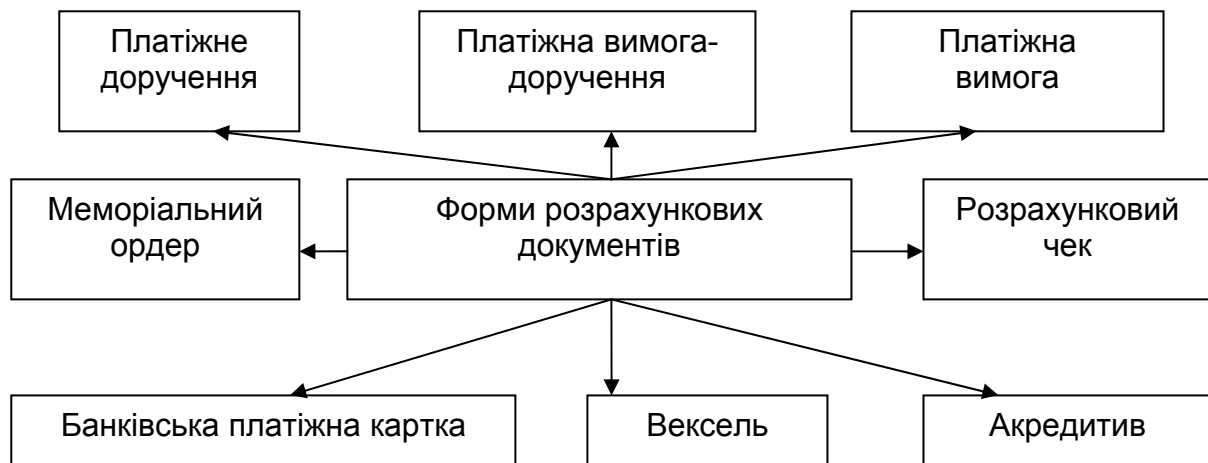 Платіжне
доручення
Платіжна вимога-
доручення
Платіжна
вимога
Меморіальний
ордер
Форми розрахункових
документів
Розрахунковий
чек
Банківська платіжна картка
Вексель
Акредитив